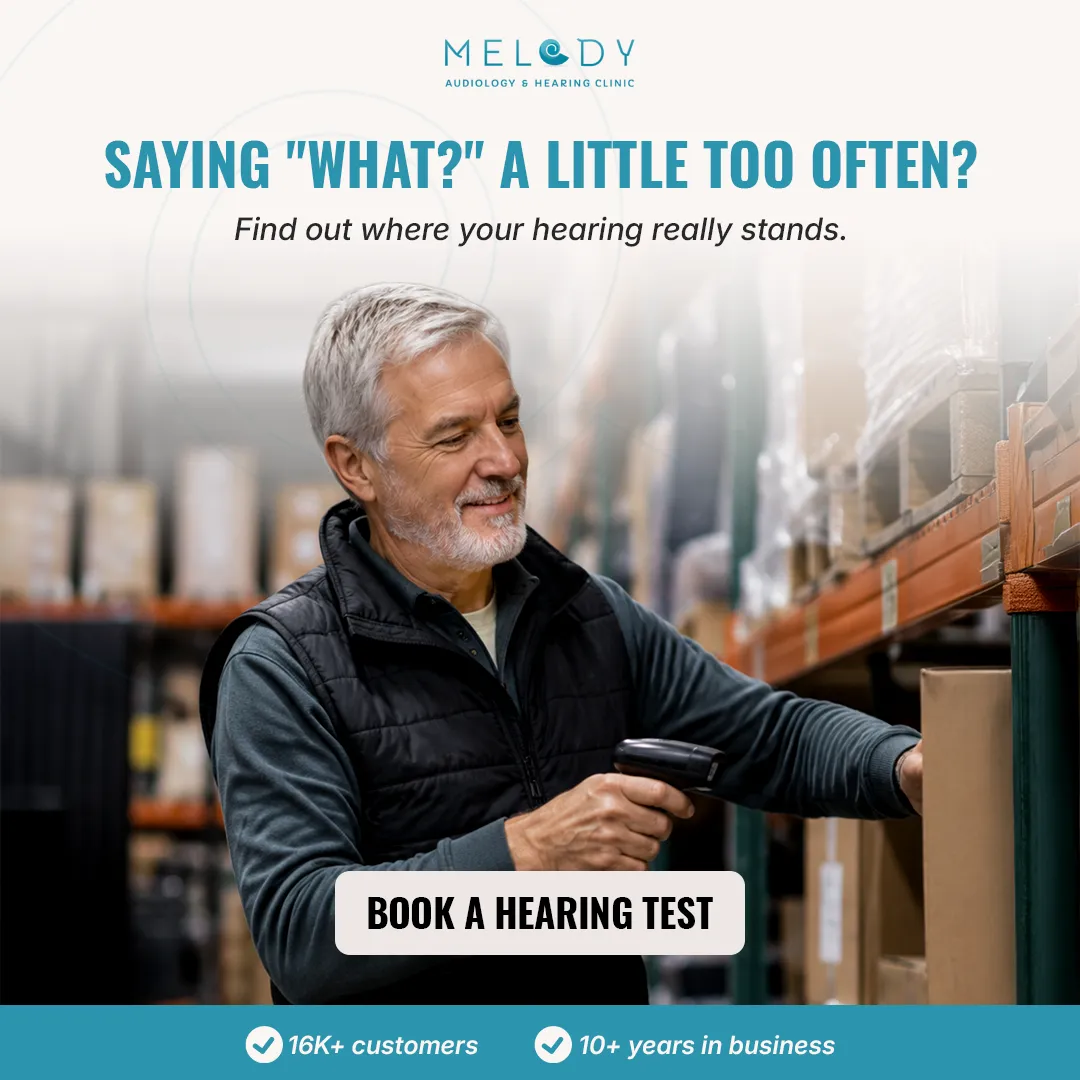 MELODY
AUDIOLOGY & HEARING CLINIC
SAYING "WHAT?" A LITTLE TOO OFTEN?
Find out where your hearing really stands.
BOOK A HEARING TEST
16K+ customers
10+ years in business